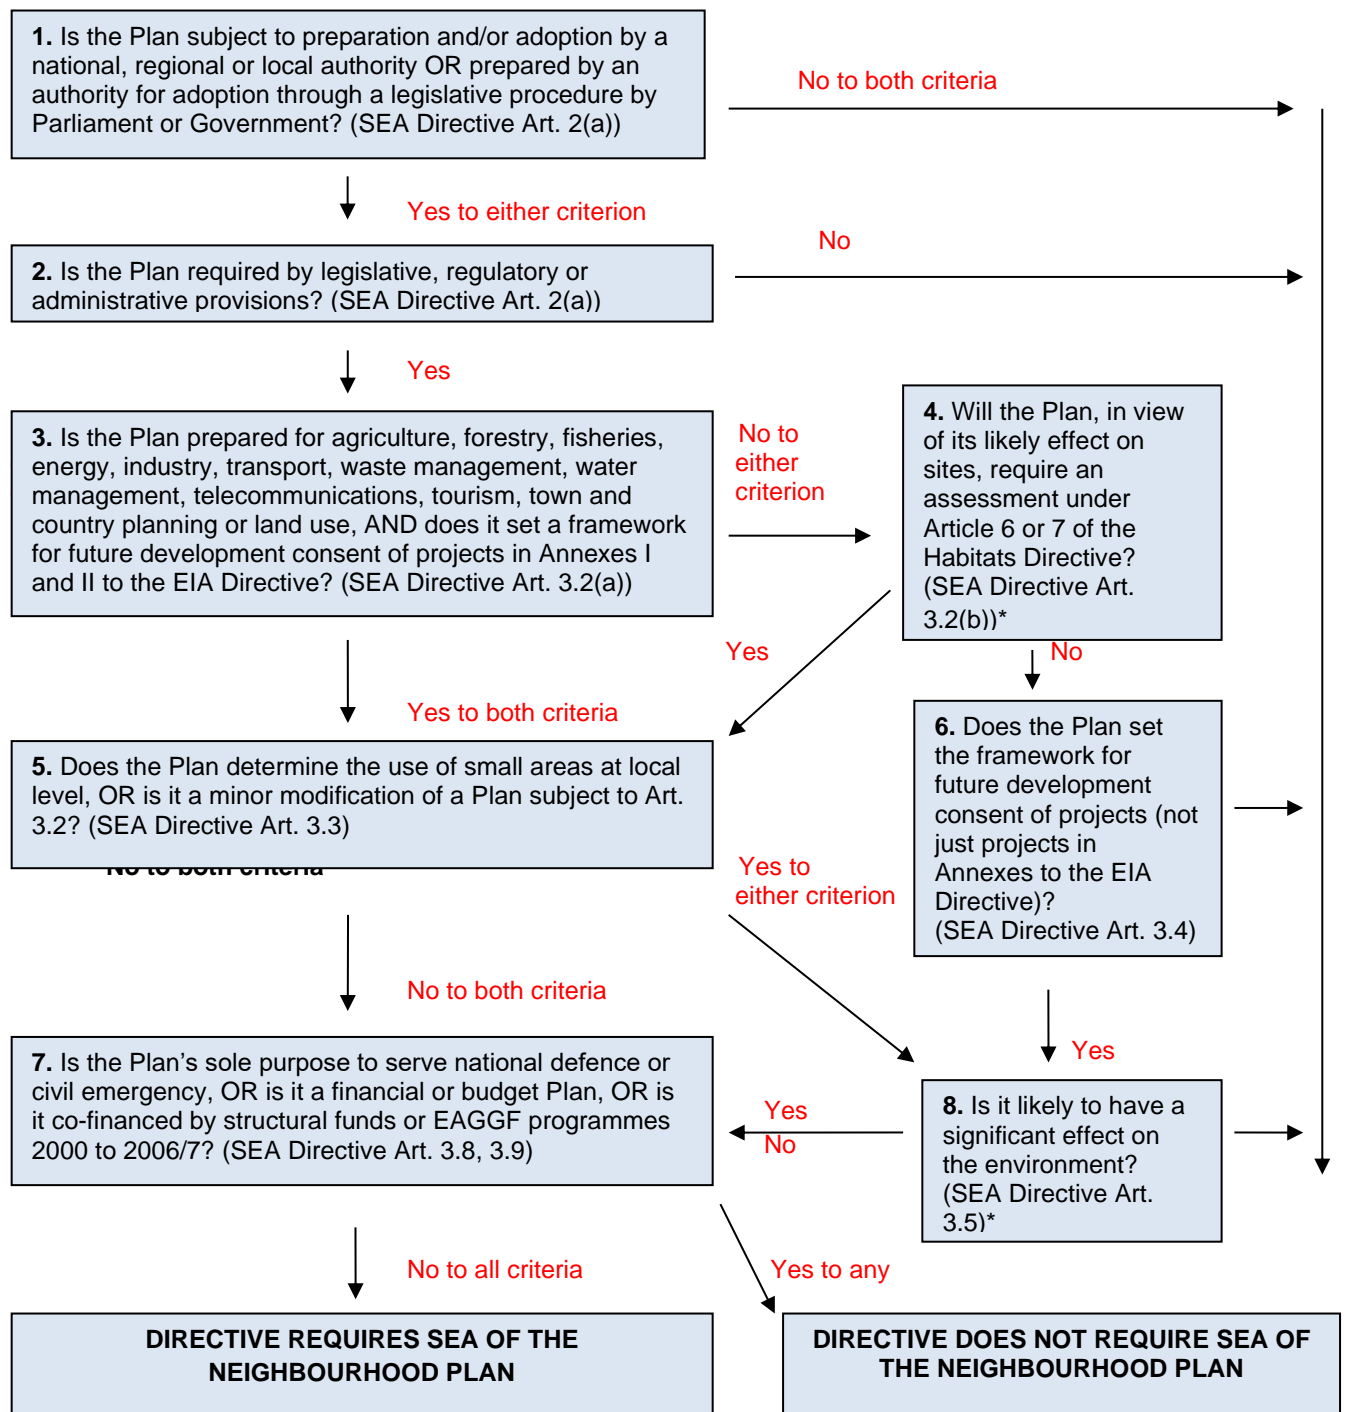 1. Is the Plan subject to preparation and/or adoption by a
national, regional or local authority OR prepared by an
authority for adoption through a legislative procedure by
Parliament or Government? (SEA Directive Art. 2(a))
No to both criteria
Yes to either criterion
No
2. Is the Plan required by legislative, regulatory or
administrative provisions? (SEA Directive Art. 2(a))
Yes
3. Is the Plan prepared for agriculture, forestry, fisheries,
energy, industry, transport, waste management, water
management, telecommunications, tourism, town and
country planning or land use, AND does it set a framework
for future development consent of projects in Annexes I
and II to the EIA Directive? (SEA Directive Art. 3.2(a))
No to
either
criterion
4. Will the Plan, in view
of its likely effect on
sites, require an
assessment under
Article 6 or 7 of the
Habitats Directive?
(SEA Directive Art.
3.2(b))*
Yes
No
Yes to both criteria
5. Does the Plan determine the use of small areas at local
level, OR is it a minor modification of a Plan subject to Art.
3.2? (SEA Directive Art. 3.3)
No to both criteria
Yes to
either criterion
6. Does the Plan set
the framework for
future development
consent of projects (not
just projects in
Annexes to the EIA
Directive)?
(SEA Directive Art. 3.4)
No to both criteria
Yes
7. Is the Plan’s sole purpose to serve national defence or
civil emergency, OR is it a financial or budget Plan, OR is
it co-financed by structural funds or EAGGF programmes
2000 to 2006/7? (SEA Directive Art. 3.8, 3.9)
Yes
No
8. Is it likely to have a
significant effect on
the environment?
(SEA Directive Art.
3.5)*
No to all criteria
Yes to any
DIRECTIVE REQUIRES SEA OF THE
NEIGHBOURHOOD PLAN
DIRECTIVE DOES NOT REQUIRE SEA OF
THE NEIGHBOURHOOD PLAN